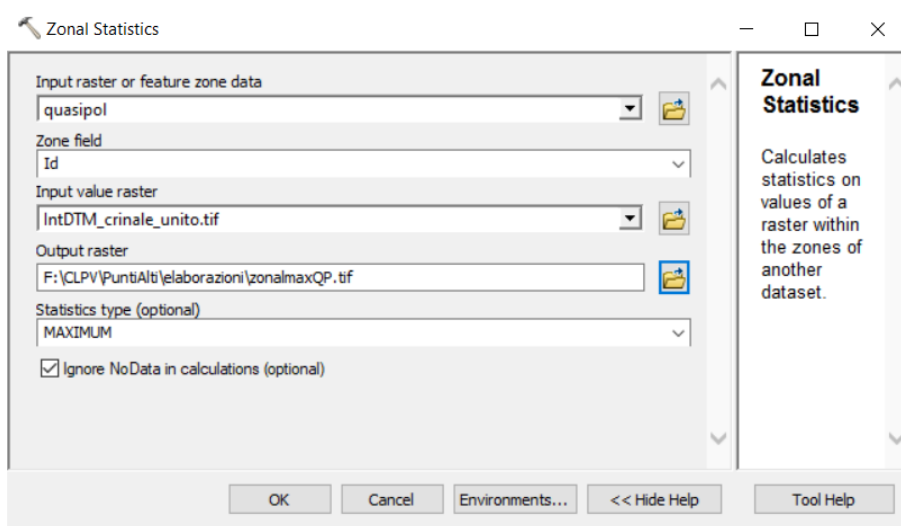 Zonal Statistics
Input raster or feature zone data
quasipol
Zone field
Id
Input value raster
IntDTM_crinale_unito.tif
Output raster
F:\CLPV\PuntiAlti\elaborazioni\zonalmaxQP.tif
Statistics type (optional)
MAXIMUM
Ignore NoData in calculations (optional)
OK
Cancel
Environments...
<< Hide Help
Zonal
Statistics
Calculates
statistics on
values of a
raster within
the zones of
another
dataset.
Tool Help